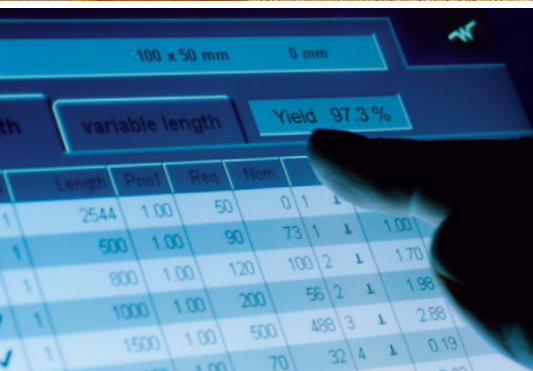 100 x 50 mm 0 mm
th variable length Yield 97.3 %
Length Prio1 Req Nom
1 2544 1.00 50 0 1
1 500 1.00 90 73 1 1.00
1 800 1.00 120 100 2 1.70
1 1000 1.00 200 56 2 1.98
1 1500 1.00 500 488 3 2.88
1.00 70 32 4 0.19